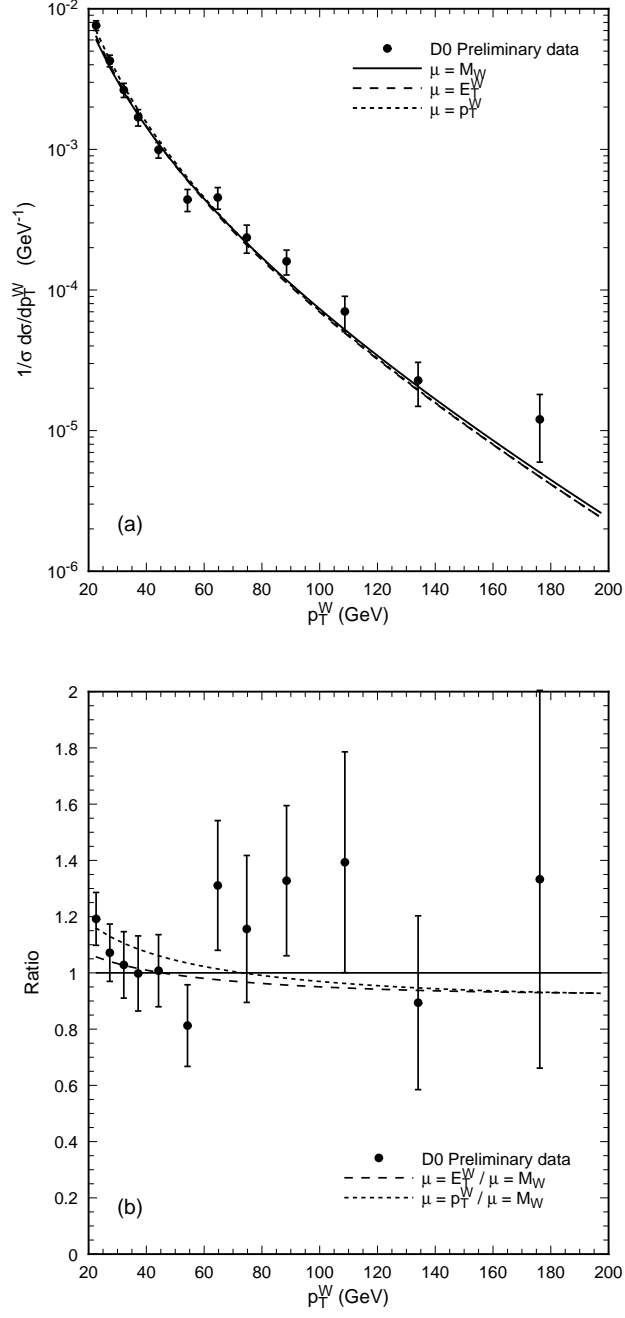 10^-2
D0 Preliminary data
μ = M_W
μ = E_T^W
μ = p_T^W
10^-3
1/σ dσ/dp_T^W (GeV^-1)
10^-4
10^-5
(a)
10^-6
20 40 60 80 100 120 140 160 180 200
p_T^W (GeV)
2
1.8
1.6
1.4
1.2
1
Ratio
0.8
0.6
0.4
D0 Preliminary data
μ = E_T^W / μ = M_W
0.2
μ = p_T^W / μ = M_W
(b)
0
20 40 60 80 100 120 140 160 180 200
p_T^W (GeV)